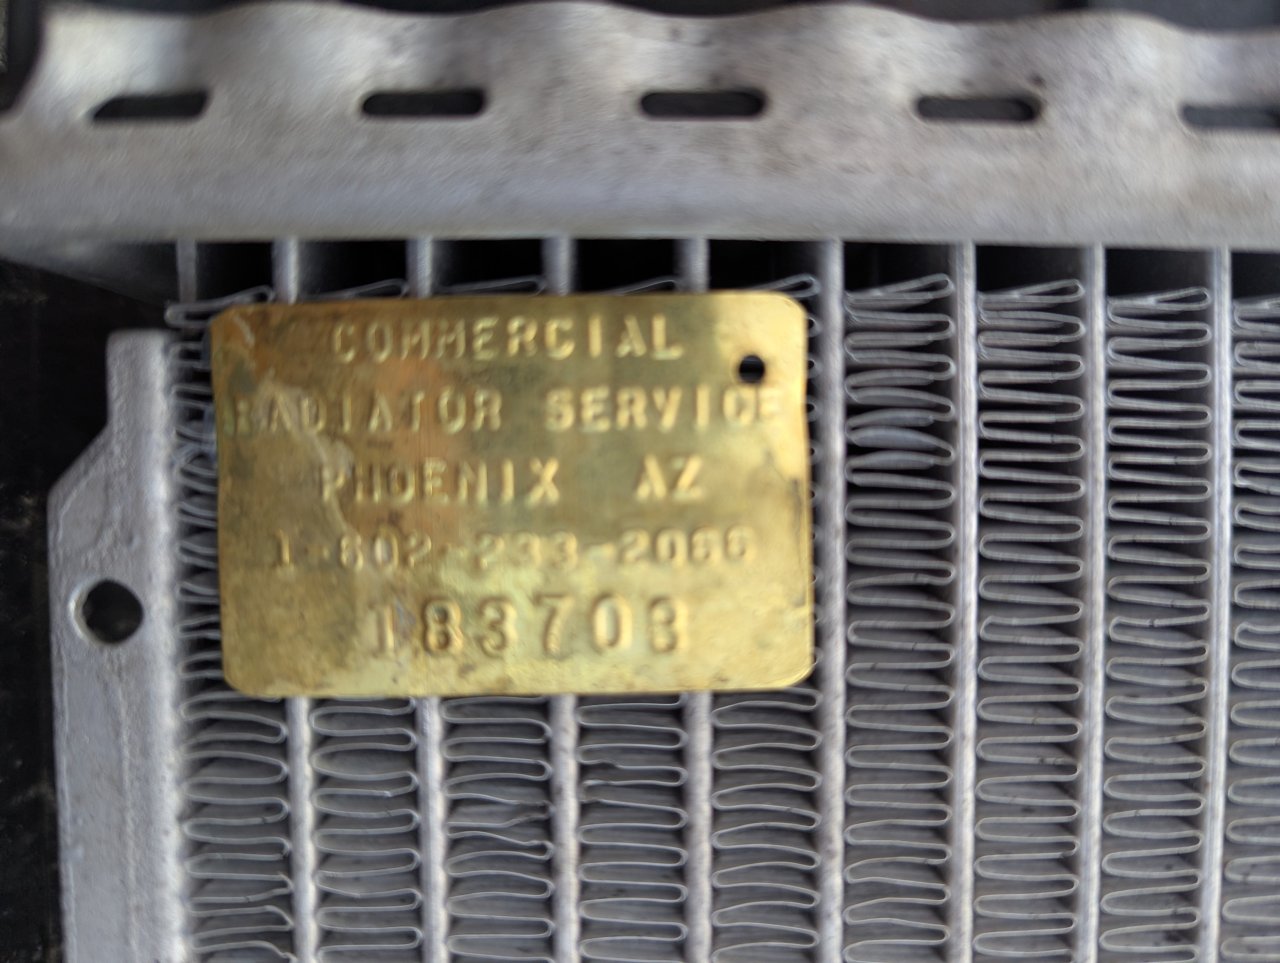 COMMERCIAL
RADIATOR SERVICE
PHOENIX AZ
1-602-233-2066
183708